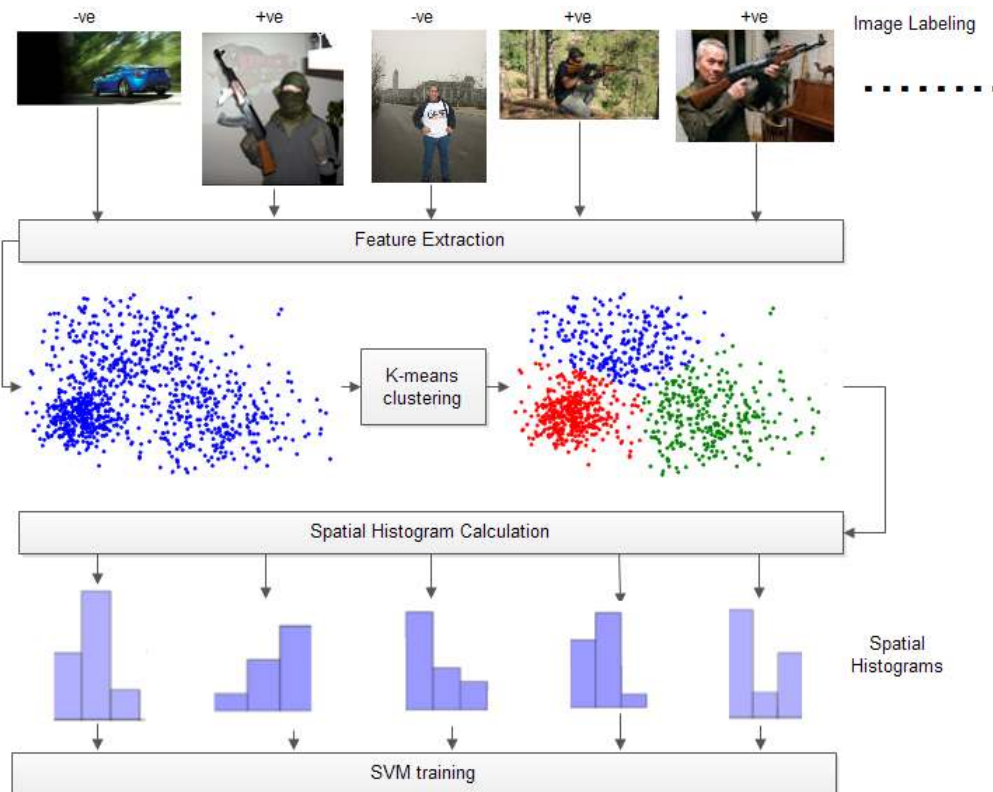 -ve +ve -ve +ve +ve
Image Labeling
Feature Extraction
K-means
clustering
Spatial Histogram Calculation
Spatial
Histograms
SVM training